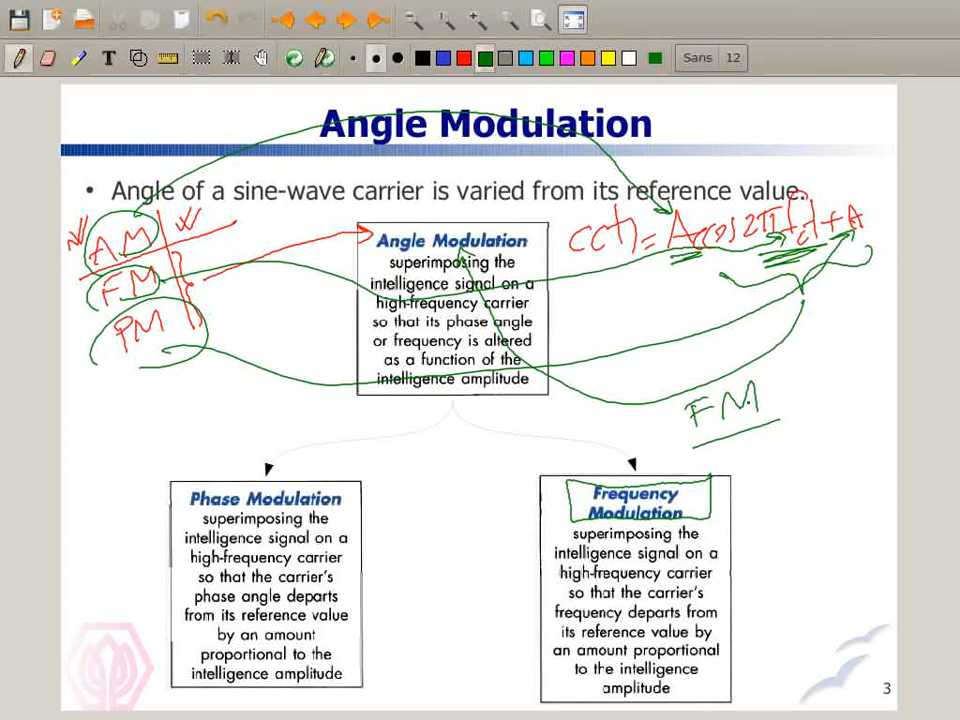 Sans 12
Angle Modulation
• Angle of a sine-wave carrier is varied from its reference value.
AM
FM
PM
C(t) = A cos 2π fct + A
Angle Modulation
superimposing the
intelligence signal on a
high-frequency carrier
so that its phase angle
or frequency is altered
as a function of the
intelligence amplitude
FM
Phase Modulation
superimposing the
intelligence signal on a
high-frequency carrier
so that the carrier's
phase angle departs
from its reference value
by an amount
proportional to the
intelligence amplitude
Frequency
Modulation
superimposing the
intelligence signal on a
high-frequency carrier
so that the carrier's
frequency departs from
its reference value by
an amount proportional
to the intelligence
amplitude
3